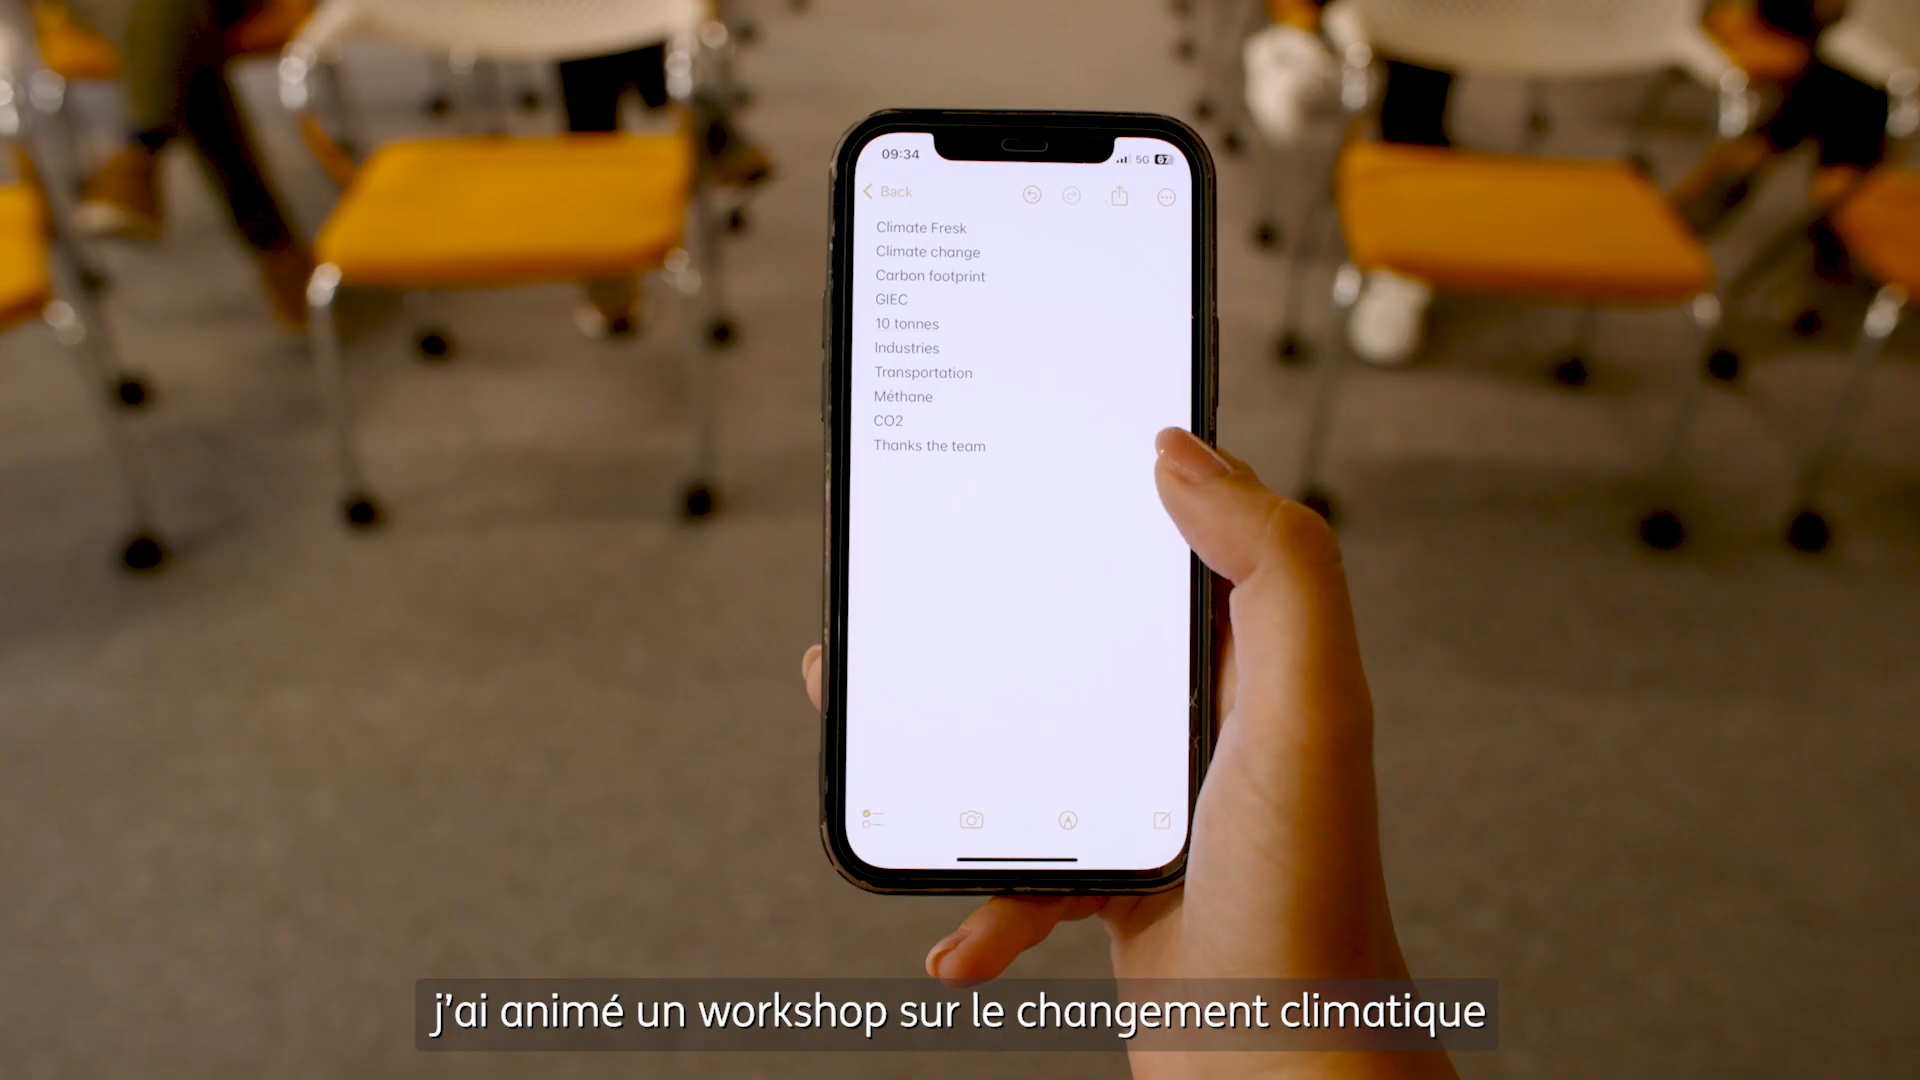 09:34
5G 67
Back
Climate Fresk
Climate change
Carbon footprint
GIEC
10 tonnes
Industries
Transportation
Méthane
CO2
Thanks the team
j'ai animé un workshop sur le changement climatique